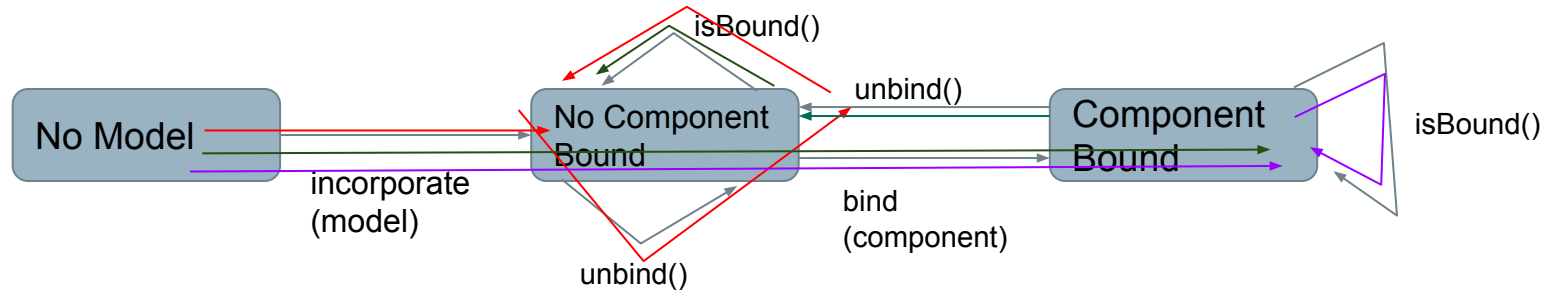 isBound()
No Model
No Component
Bound
unbind()
Component
Bound
isBound()
incorporate
(model)
bind
(component)
unbind()